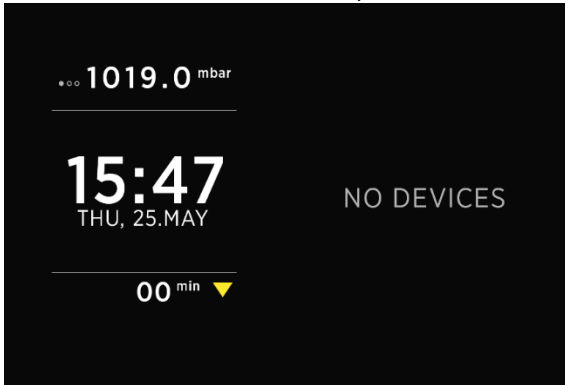 1019.0 mbar
15:47
THU, 25.MAY
NO DEVICES
00 min